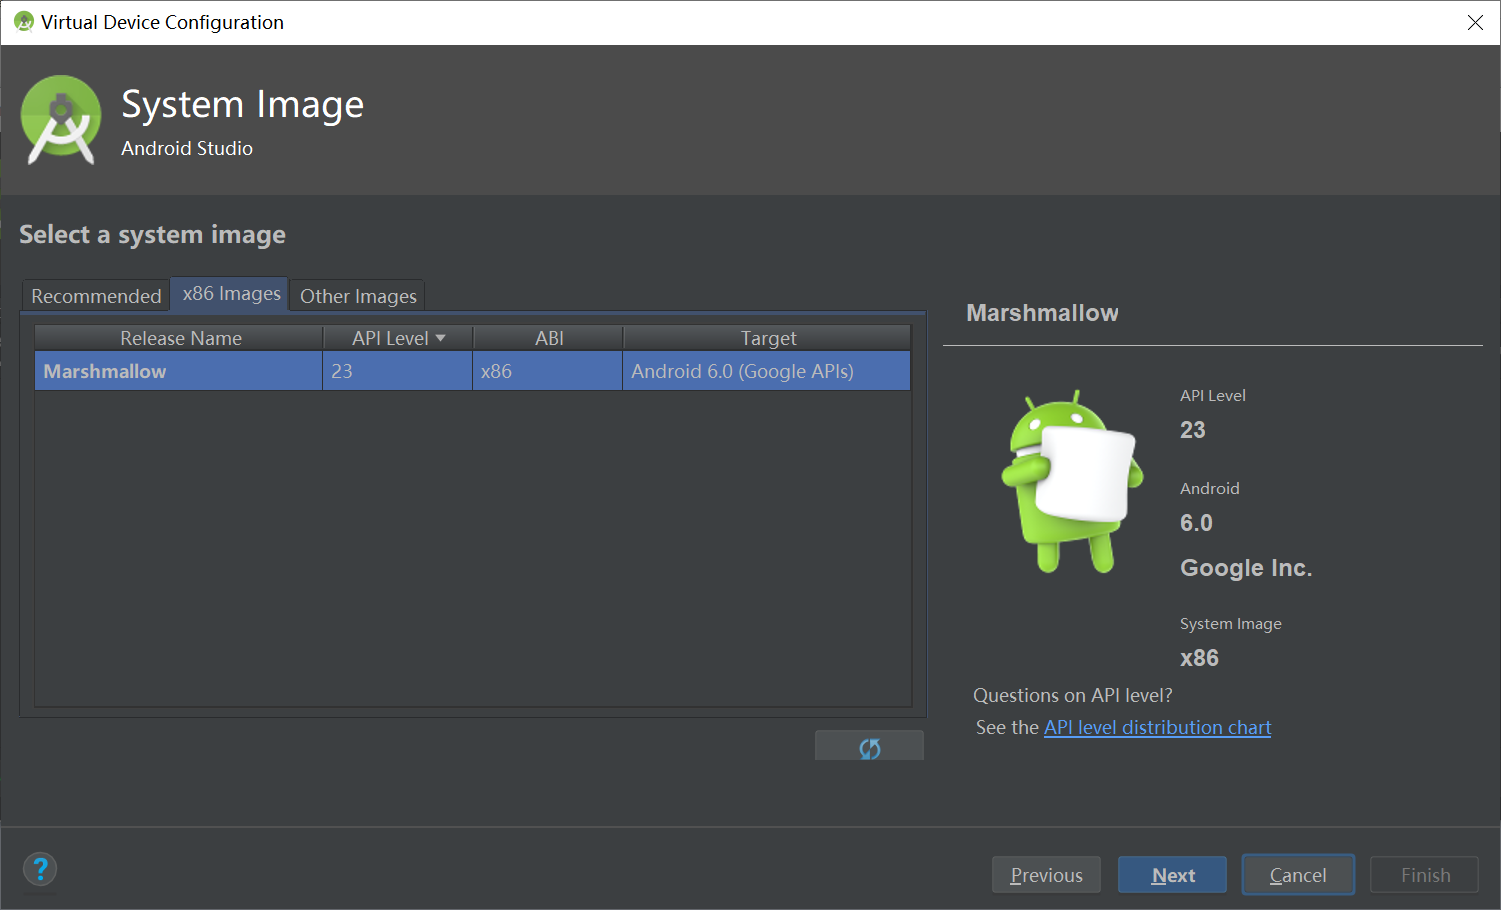 Virtual Device Configuration
System Image
Android Studio
Select a system image
Recommended x86 Images Other Images
Release Name API Level ABI Target
Marshmallow 23 x86 Android 6.0 (Google APIs)
Marshmallow
API Level
23
Android
6.0
Google Inc.
System Image
x86
Questions on API level?
See the API level distribution chart
? Previous Next Cancel Finish